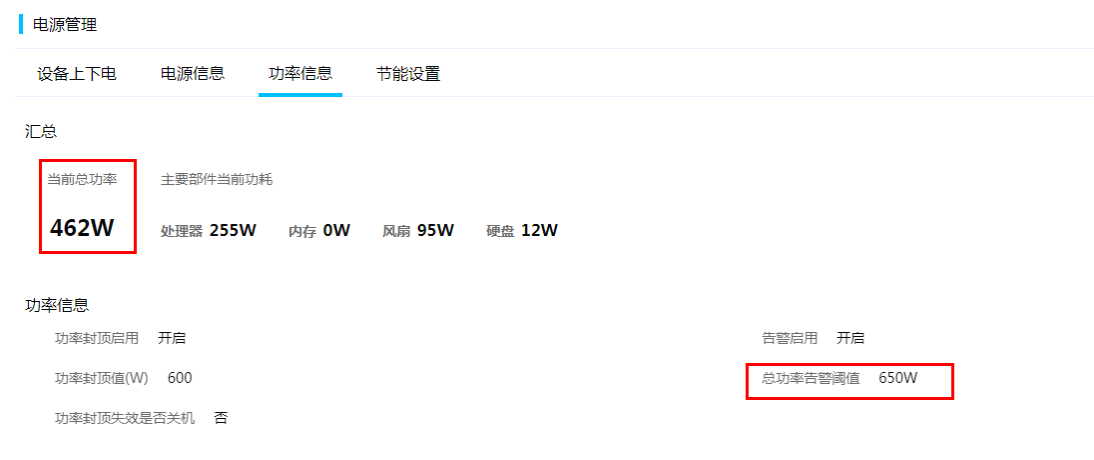 电源管理
设备上下电 电源信息 功率信息 节能设置
汇总
当前总功率 主要部件当前功耗
462W 处理器 255W 内存 0W 风扇 95W 硬盘 12W
功率信息
功率封顶启用 开启 告警启用 开启
功率封顶值(W) 600 总功率告警阈值 650W
功率封顶失效是否关机 否